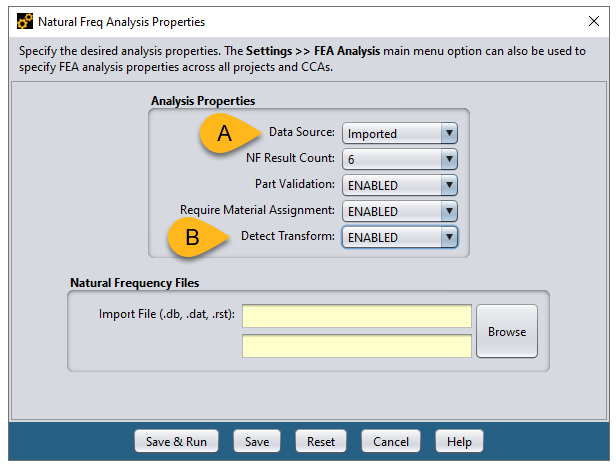 Natural Freq Analysis Properties
Specify the desired analysis properties. The Settings >> FEA Analysis main menu option can also be used to
specify FEA analysis properties across all projects and CCAs.
Analysis Properties
A Data Source: Imported
NF Result Count: 6
Part Validation: ENABLED
Require Material Assignment: ENABLED
B Detect Transform: ENABLED
Natural Frequency Files
Import File (.db, .dat, .rst):
Browse
Save & Run Save Reset Cancel Help